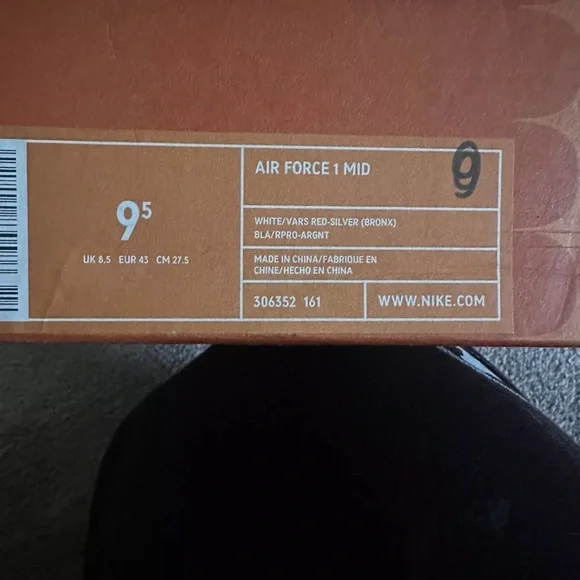 9⁵
UK 8.5 EUR 43 CM 27.5
AIR FORCE 1 MID
9
WHITE/VARS RED-SILVER (BRONX)
BLA/RPRO-ARGNT
MADE IN CHINA/FABRIQUE EN
CHINE/HECHO EN CHINA
306352 161
WWW.NIKE.COM